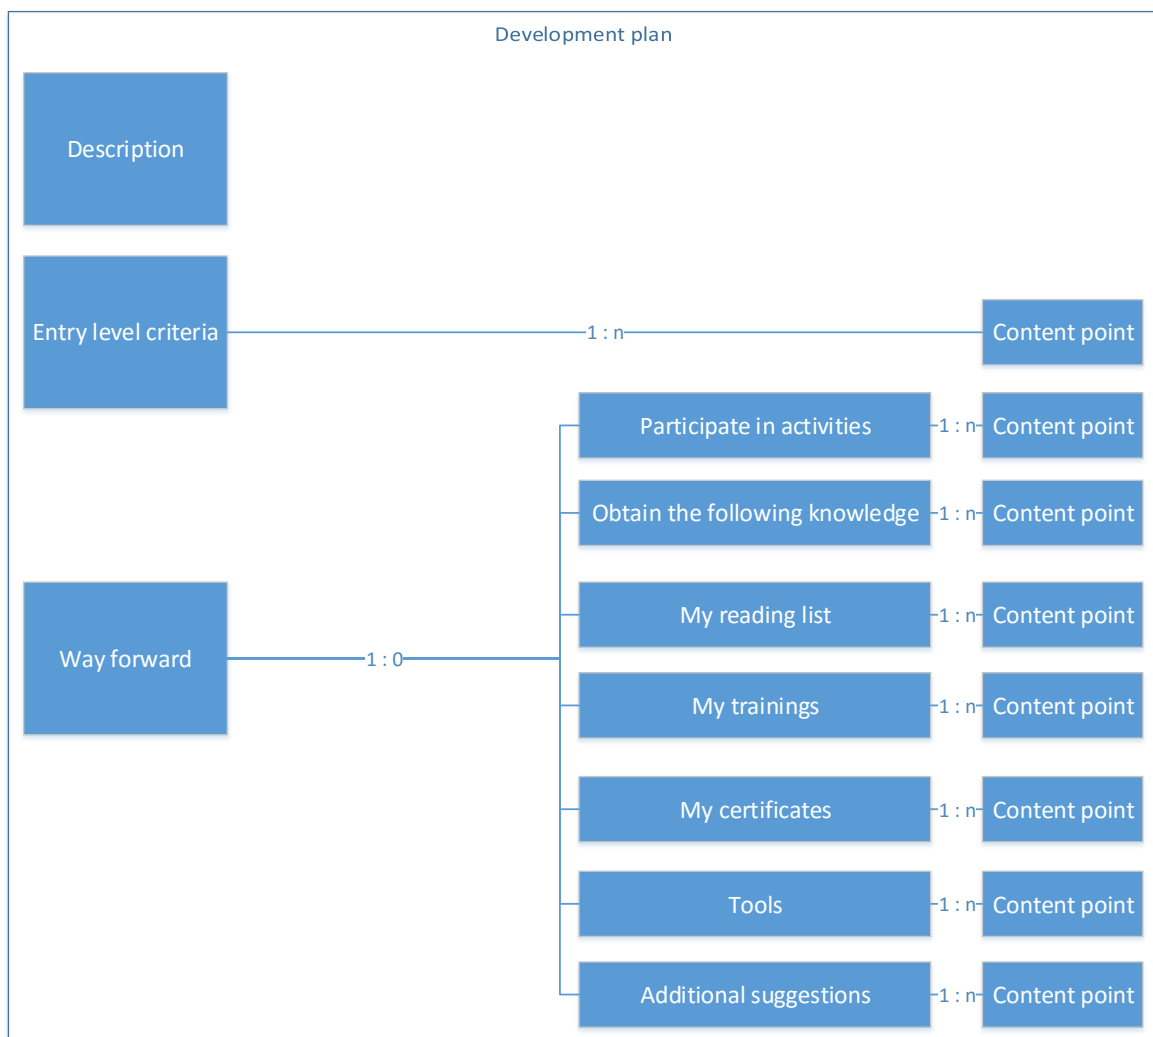 Development plan
Description
Entry level criteria
1 : n
Content point
Participate in activities
1 : n
Content point
Obtain the following knowledge
1 : n
Content point
My reading list
1 : n
Content point
Way forward
1 : 0
My trainings
1 : n
Content point
My certificates
1 : n
Content point
Tools
1 : n
Content point
Additional suggestions
1 : n
Content point